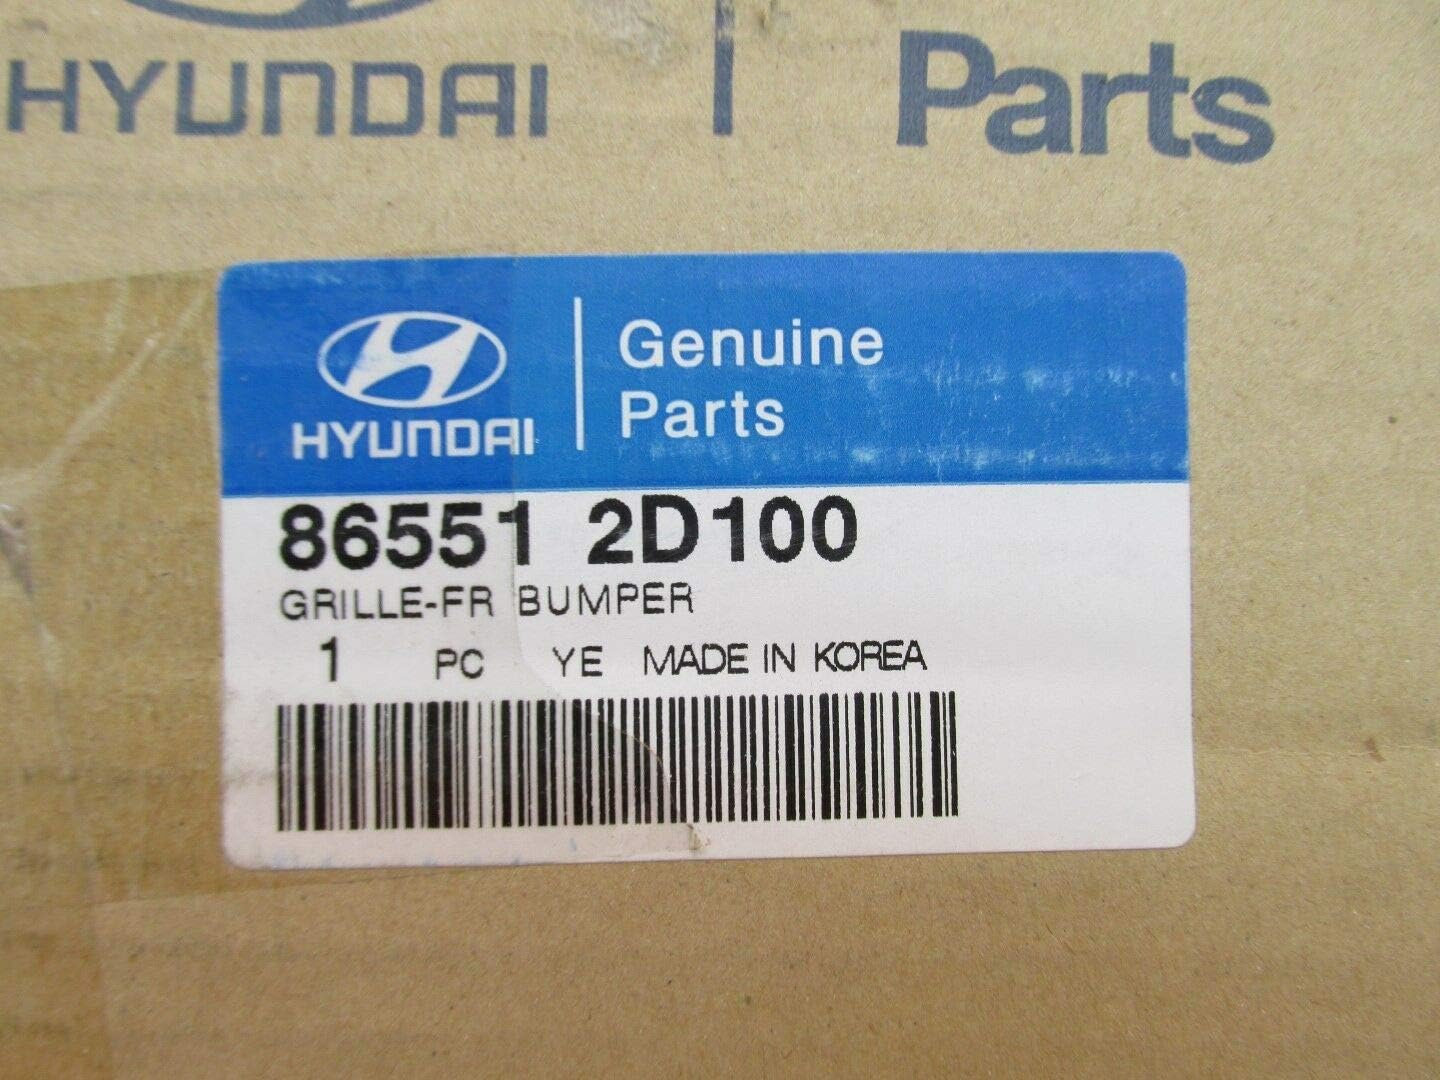 HYUNDAI | Parts
HYUNDAI
Genuine
Parts
86551 2D100
GRILLE-FR BUMPER
1 PC YE MADE IN KOREA